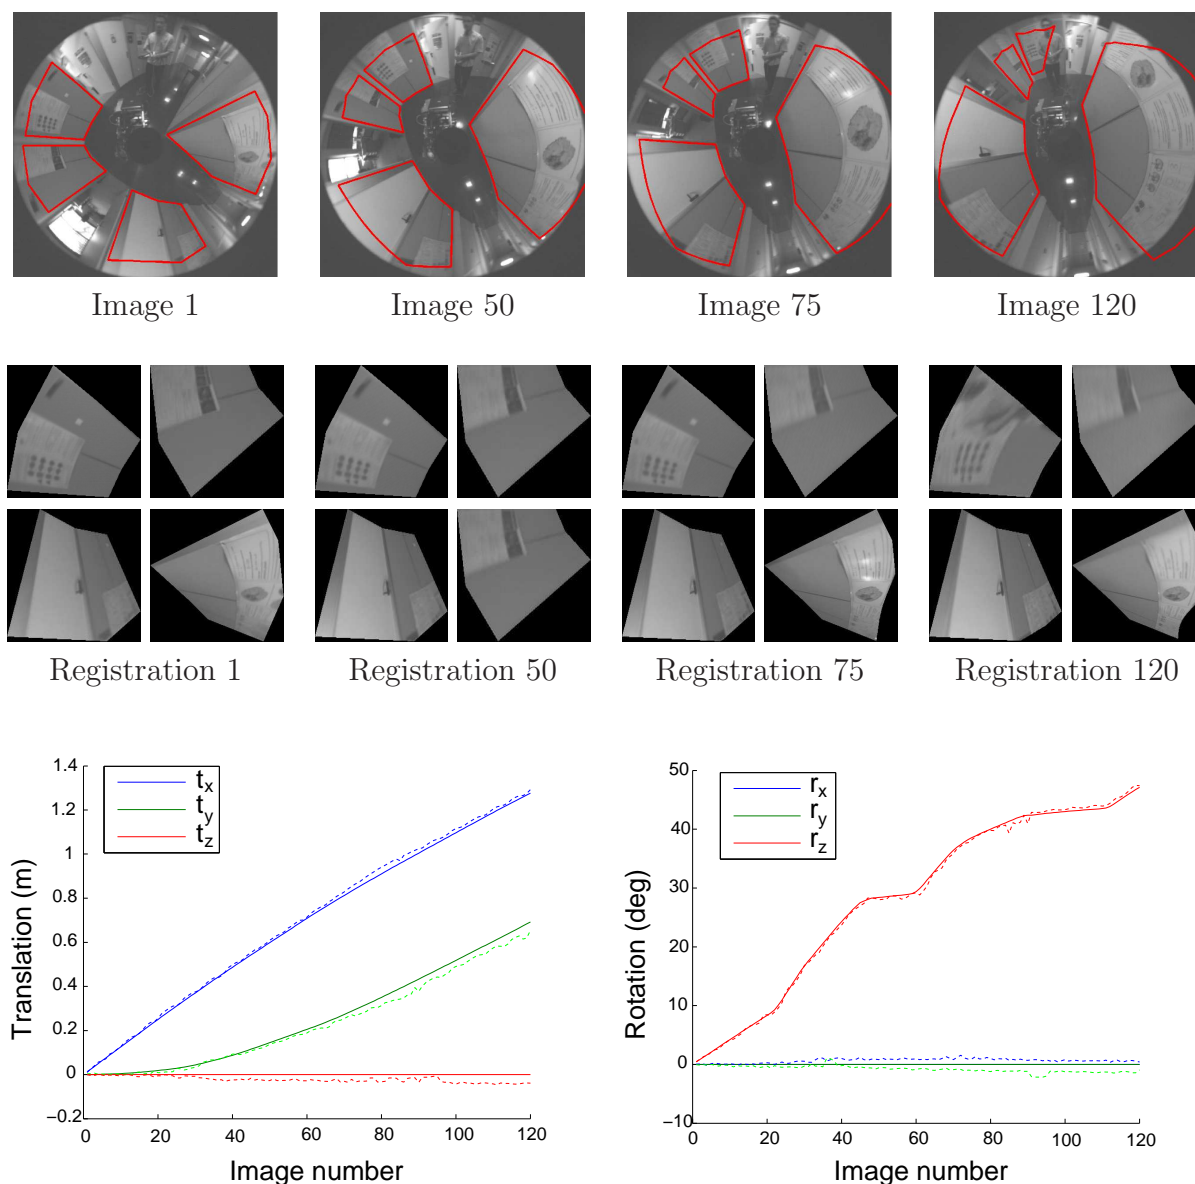 Image 1
Image 50
Image 75
Image 120
Registration 1
Registration 50
Registration 75
Registration 120
1.4
1.2
1
0.8
0.6
0.4
0.2
0
−0.2
Translation (m)
t_x
t_y
t_z
0 20 40 60 80 100 120
Image number
50
40
30
20
10
0
−10
Rotation (deg)
r_x
r_y
r_z
0 20 40 60 80 100 120
Image number